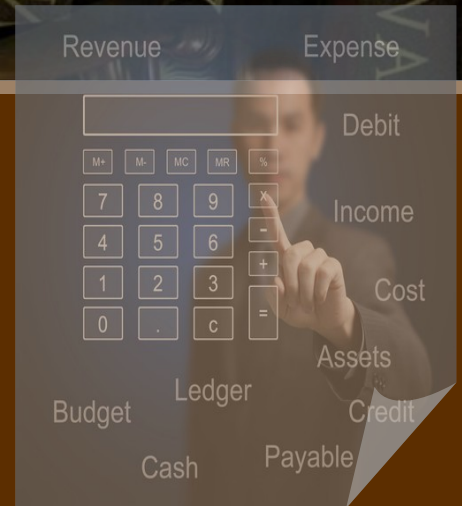 Revenue Expense
Debit
M+ M- MC MR %
7 8 9 x
Income
4 5 6 -
+
1 2 3
Cost
0 . c =
Assets
Ledger
Budget Credit
Payable
Cash